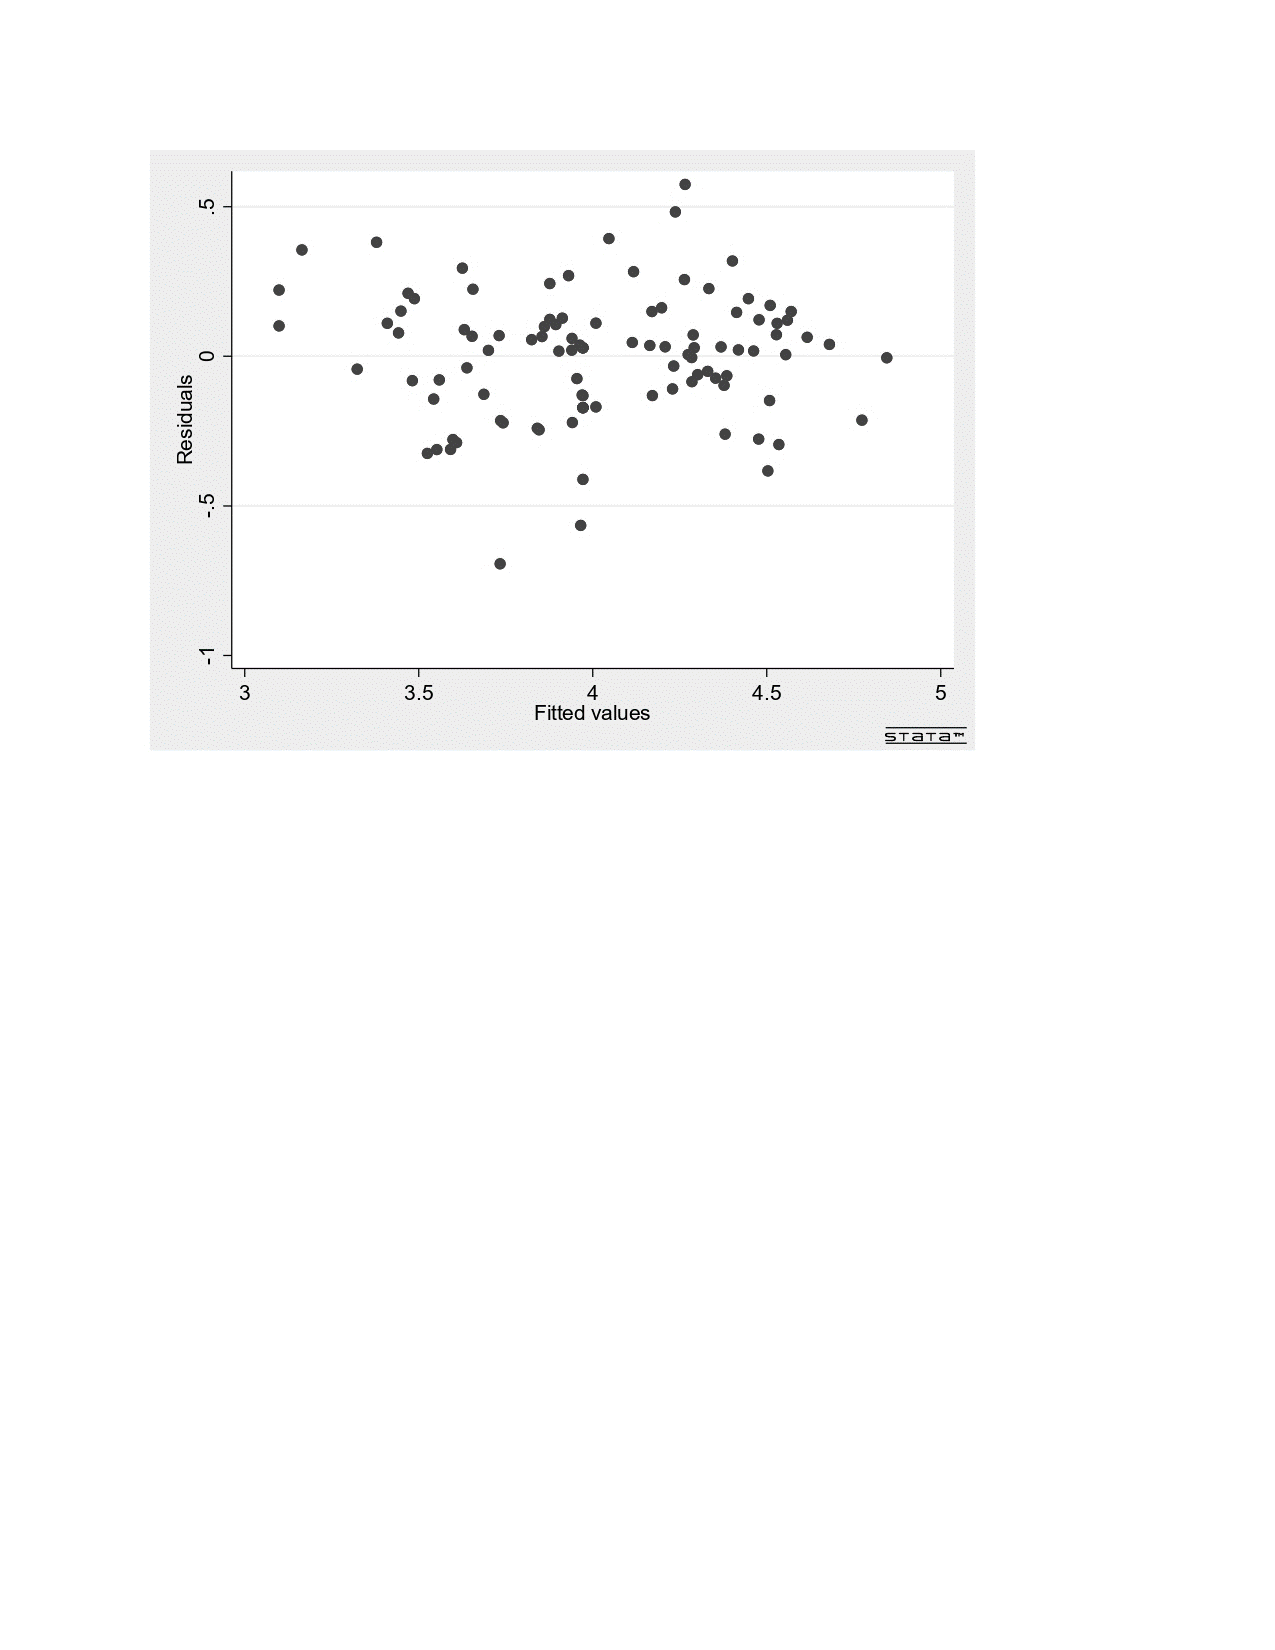 .5
0
-.5
-1
Residuals
3 3.5 4 4.5 5
Fitted values
STaTa™